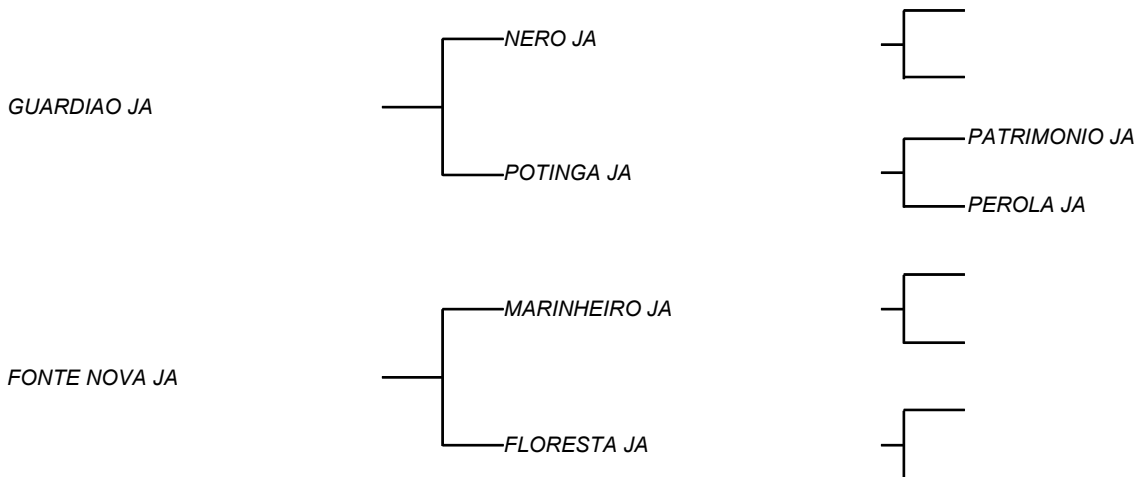 NERO JA
GUARDIAO JA
PATRIMONIO JA
POTINGA JA
PEROLA JA
MARINHEIRO JA
FONTE NOVA JA
FLORESTA JA